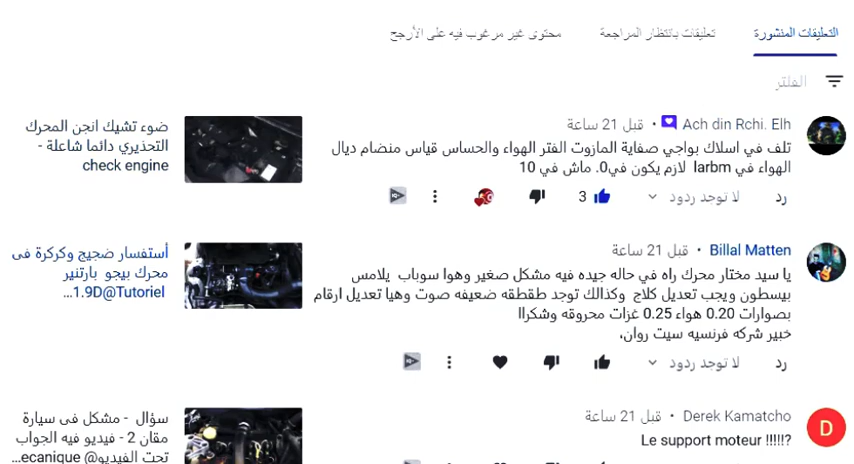 التعليقات المنشورة
تعليقات بانتظار المراجعة
محتوى غير مرغوب فيه على الأرجح
الفلتر
Ach din Rchi. Elh • قبل 21 ساعة
تلف في اسلاك بواجي صفاية المازوت الفتر الهواء والحساس قياس منضام ديال
الهواء في larbm لازم يكون في0. ماش في 10
رد
لا توجد ردود
3
ضوء تشيك انجن المحرك
التحذيري دائما شاعلة -
check engine
Billal Matten • قبل 21 ساعة
يا سيد مختار محرك راه في حاله جيده فيه مشكل صغير وهوا سوباب يلامس
بيسطون ويجب تعديل كلاج وكذالك توجد طقطقه ضعيفه صوت وهيا تعديل ارقام
بصوارات 0.20 هواء 0.25 غزات محروقه وشكراا
خبير شركه فرنسيه سيت روان،
رد
لا توجد ردود
أستفسار ضجيج وكركرة فى
محرك بيجو بارتنير
1.9D@Tutoriel...
Derek Kamatcho • قبل 21 ساعة
Le support moteur !!!!!?
D
سؤال - مشكل فى سيارة
مقان 2 - فيديو فيه الجواب
تحت الفيديو@ ecanique...